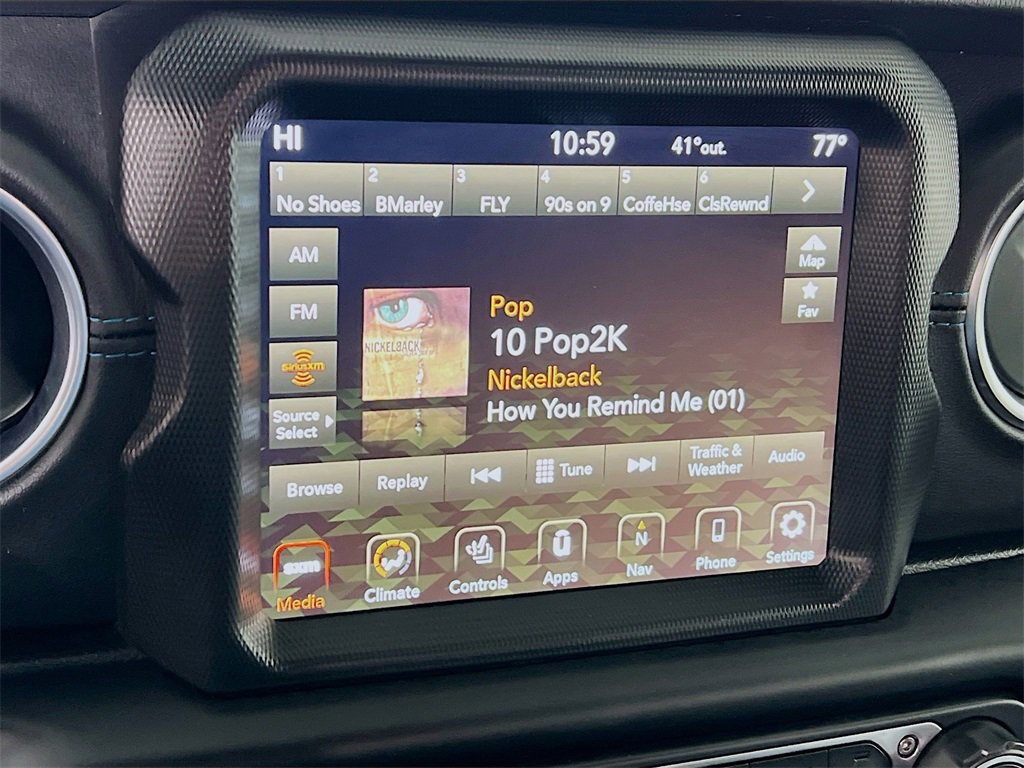 HI 10:59 41°out. 77°
1 2 3 4 5 6
No Shoes BMarley FLY 90s on 9 CoffeHse ClsRewnd
AM
Map
FM
Fav
Pop
10 Pop2K
NICKELBACK
SiriusXM
Nickelback
How You Remind Me (01)
Source
Select
Browse Replay Tune Traffic &
Weather Audio
sxm N
Media Climate Controls Apps Nav Phone Settings